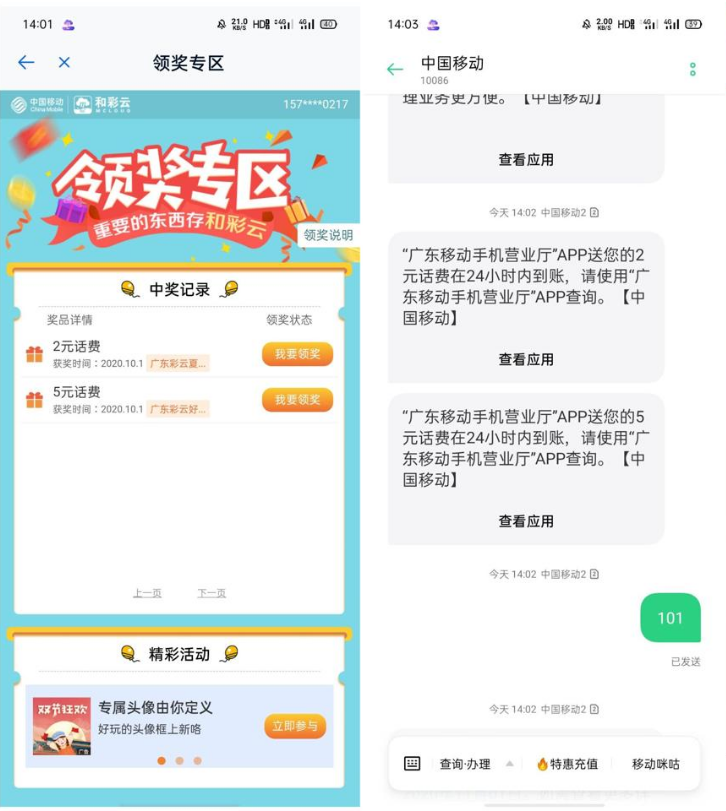 14:01
21.0 KB/S HD 4G 4G 40
领奖专区
中国移动 China Mobile 和彩云 MCLOUD
157****0217
领奖专区
重要的东西存和彩云
领奖说明
中奖记录
奖品详情 领奖状态
2元话费
获奖时间：2020.10.1 广东彩云夏... 我要领奖
5元话费
获奖时间：2020.10.1 广东彩云好... 我要领奖
上一页 下一页
精彩活动
双节狂欢
专属头像由你定义
好玩的头像框上新咯
立即参与
广告
14:03
2.00 KB/S HD 4G 4G 39
中国移动
10086
理业务更方便。【中国移动】
查看应用
今天 14:02 中国移动2 2
“广东移动手机营业厅”APP送您的2
元话费在24小时内到账，请使用“广
东移动手机营业厅”APP查询。【中
国移动】
查看应用
“广东移动手机营业厅”APP送您的5
元话费在24小时内到账，请使用“广
东移动手机营业厅”APP查询。【中
国移动】
查看应用
今天 14:02 中国移动2 2
101
已发送
今天 14:02 中国移动2 2
查询·办理 特惠充值 移动咪咕